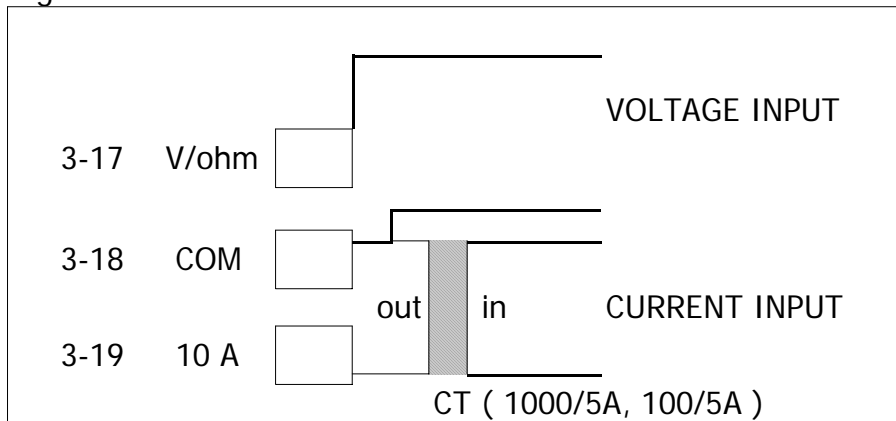 VOLTAGE INPUT
3-17 V/ohm
3-18 COM
out in CURRENT INPUT
3-19 10 A
CT ( 1000/5A, 100/5A )